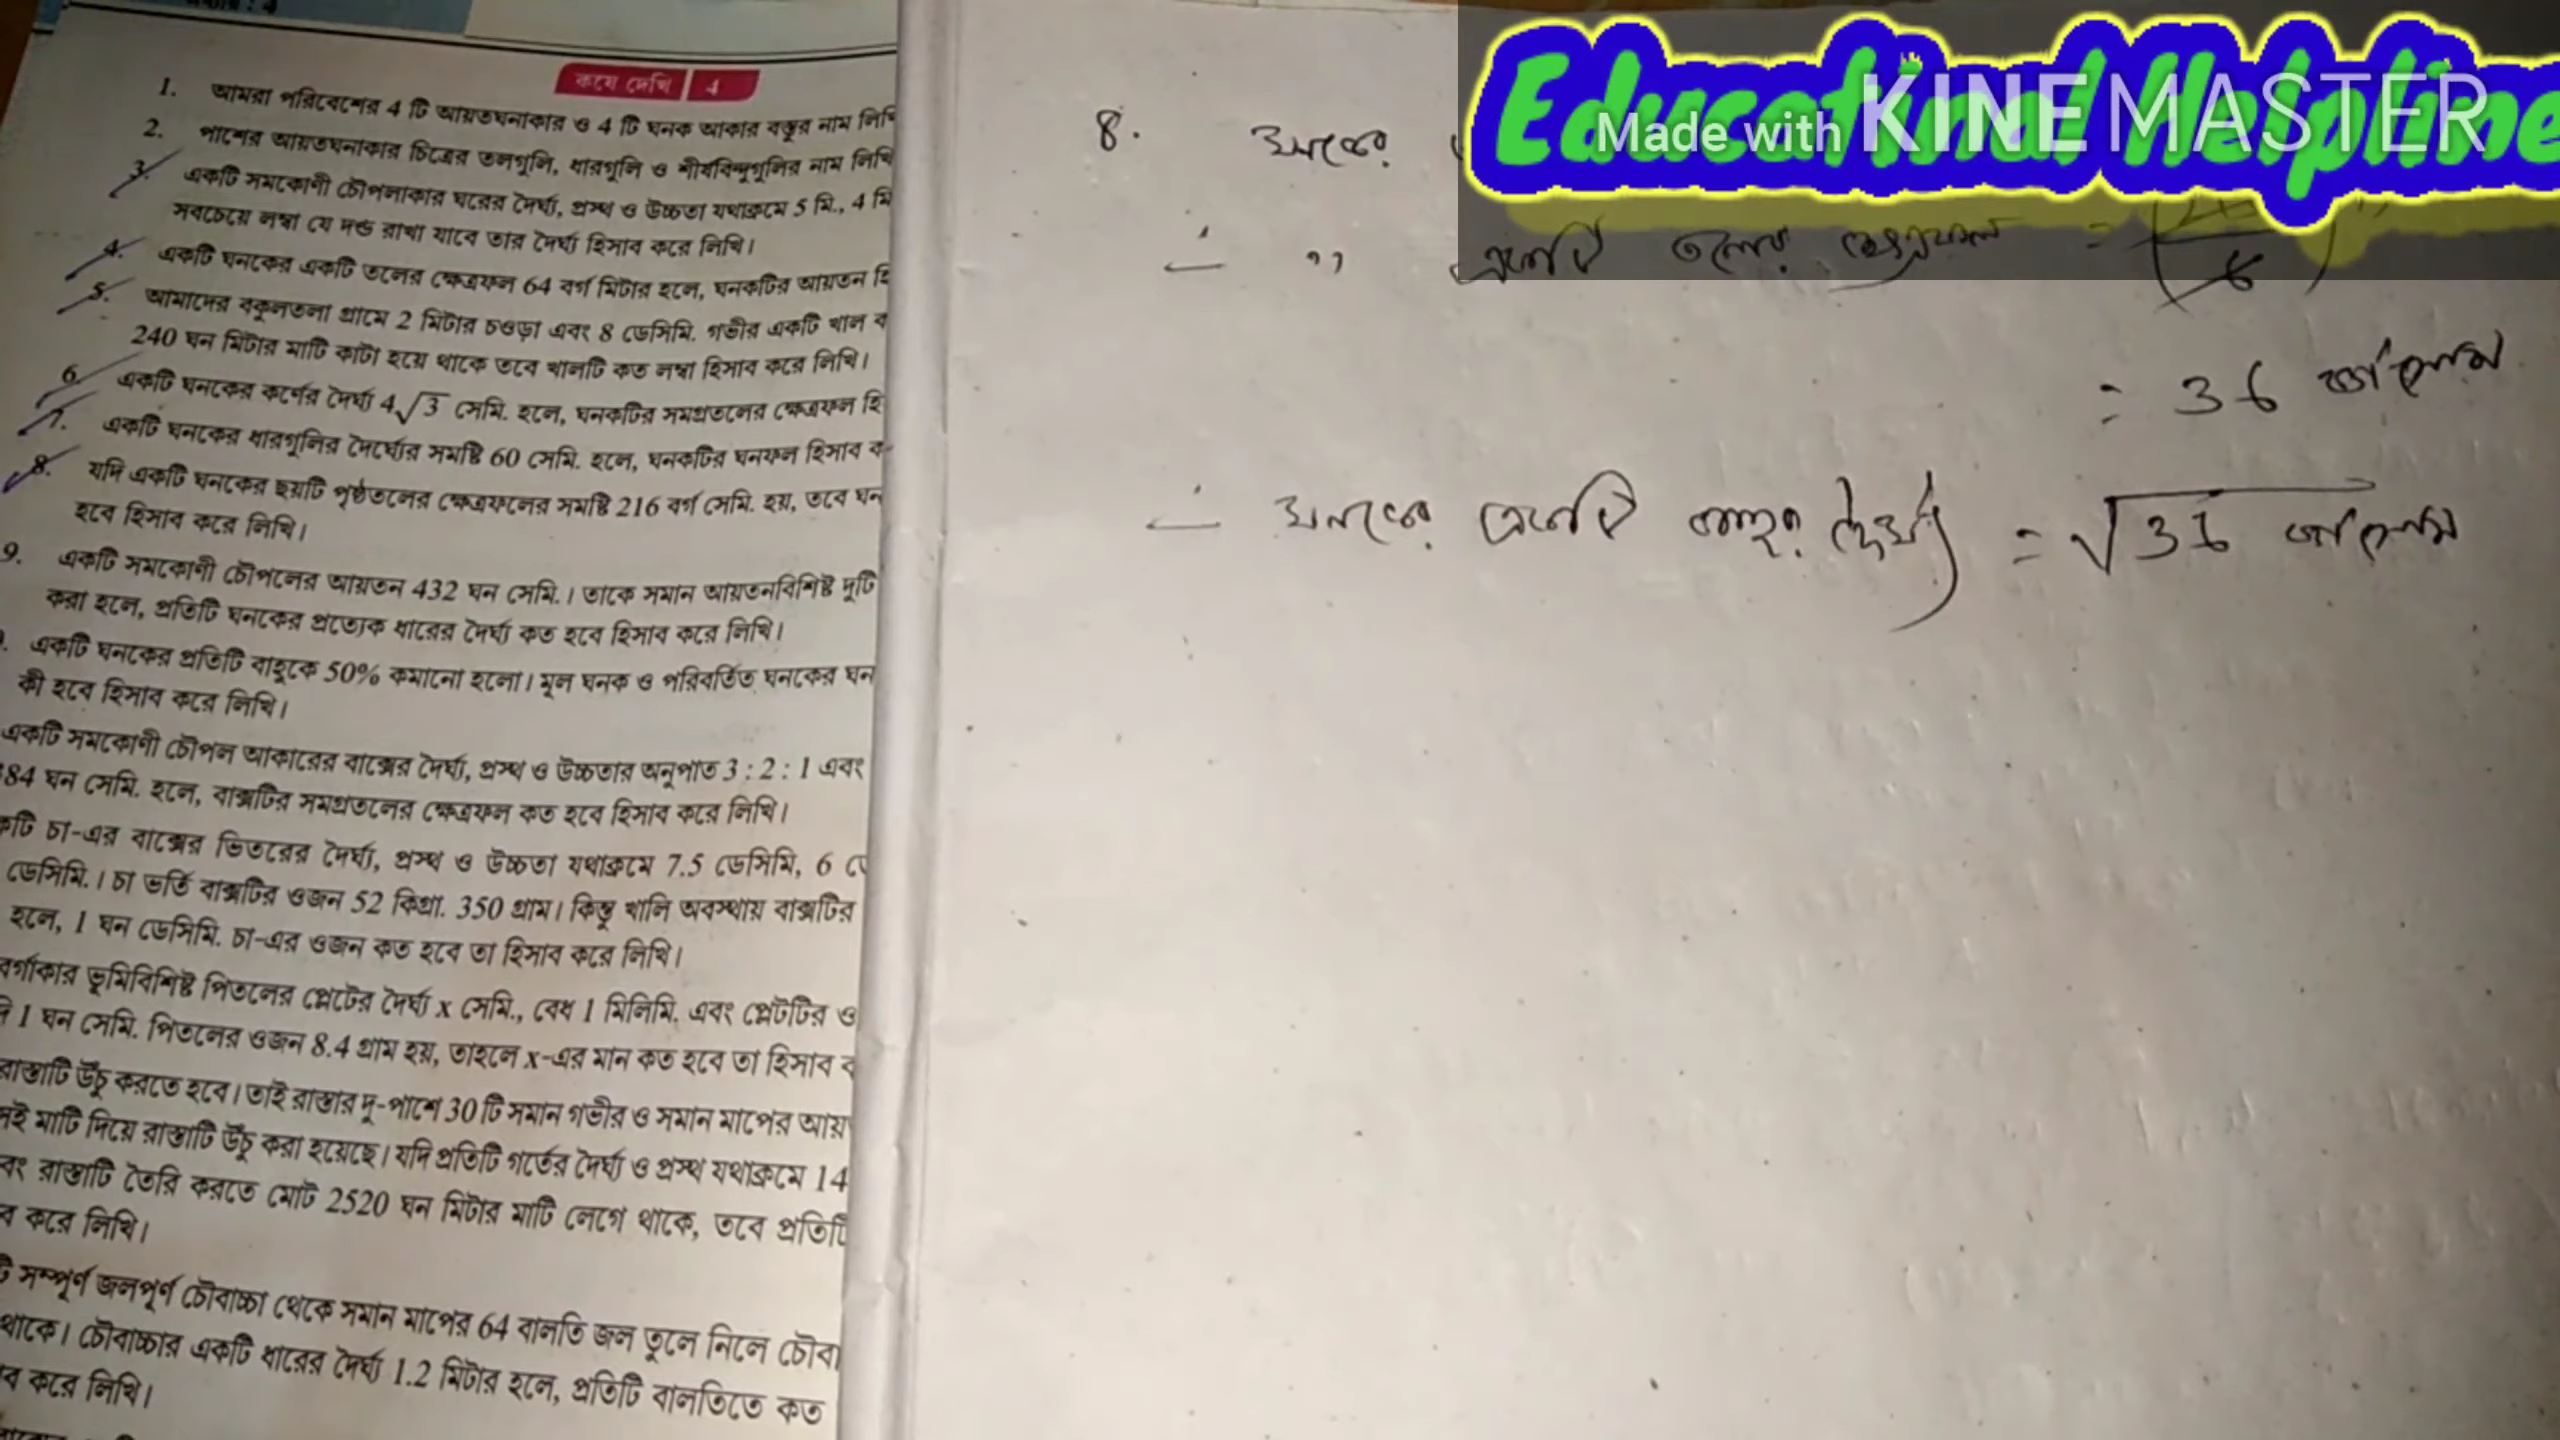 কষে দেখি 4
1. আমরা পরিবেশের 4 টি আয়তঘনাকার ও 4 টি ঘনক আকার বস্তুর নাম লিখি
2. পাশের আয়তঘনাকার চিত্রের তলগুলি, ধারগুলি ও শীর্ষবিন্দুগুলির নাম লিখি
3. একটি সমকোণী চৌপলাকার ঘরের দৈর্ঘ্য, প্রস্থ ও উচ্চতা যথাক্রমে 5 মি., 4 মি
সবচেয়ে লম্বা যে দণ্ড রাখা যাবে তার দৈর্ঘ্য হিসাব করে লিখি।
4. একটি ঘনকের একটি তলের ক্ষেত্রফল 64 বর্গ মিটার হলে, ঘনকটির আয়তন হি
5. আমাদের বকুলতলা গ্রামে 2 মিটার চওড়া এবং 8 ডেসিমি. গভীর একটি খাল ক
240 ঘন মিটার মাটি কাটা হয়ে থাকে তবে খালটি কত লম্বা হিসাব করে লিখি।
6. একটি ঘনকের কর্ণের দৈর্ঘ্য 4√3 সেমি. হলে, ঘনকটির সমগ্রতলের ক্ষেত্রফল হি
7. একটি ঘনকের ধারগুলির দৈর্ঘ্যের সমষ্টি 60 সেমি. হলে, ঘনকটির ঘনফল হিসাব ক
8. যদি একটি ঘনকের ছয়টি পৃষ্ঠতলের ক্ষেত্রফলের সমষ্টি 216 বর্গ সেমি. হয়, তবে ঘন
হবে হিসাব করে লিখি।
9. একটি সমকোণী চৌপলের আয়তন 432 ঘন সেমি.। তাকে সমান আয়তনবিশিষ্ট দুটি
করা হলে, প্রতিটি ঘনকের প্রত্যেক ধারের দৈর্ঘ্য কত হবে হিসাব করে লিখি।
একটি ঘনকের প্রতিটি বাহুকে 50% কমানো হলো। মূল ঘনক ও পরিবর্তিত ঘনকের ঘন
কী হবে হিসাব করে লিখি।
একটি সমকোণী চৌপল আকারের বাক্সের দৈর্ঘ্য, প্রস্থ ও উচ্চতার অনুপাত 3 : 2 : 1 এবং
84 ঘন সেমি. হলে, বাক্সটির সমগ্রতলের ক্ষেত্রফল কত হবে হিসাব করে লিখি।
কটি চা-এর বাক্সের ভিতরের দৈর্ঘ্য, প্রস্থ ও উচ্চতা যথাক্রমে 7.5 ডেসিমি, 6 ডে
ডেসিমি.। চা ভর্তি বাক্সটির ওজন 52 কিগ্রা. 350 গ্রাম। কিন্তু খালি অবস্থায় বাক্সটির
হলে, 1 ঘন ডেসিমি. চা-এর ওজন কত হবে তা হিসাব করে লিখি।
বর্গাকার ভূমিবিশিষ্ট পিতলের প্লেটের দৈর্ঘ্য x সেমি., বেধ 1 মিলিমি. এবং প্লেটটির ও
1 ঘন সেমি. পিতলের ওজন 8.4 গ্রাম হয়, তাহলে x-এর মান কত হবে তা হিসাব ক
রাস্তাটি উঁচু করতে হবে। তাই রাস্তার দু-পাশে 30 টি সমান গভীর ও সমান মাপের আয়
সেই মাটি দিয়ে রাস্তাটি উঁচু করা হয়েছে। যদি প্রতিটি গর্তের দৈর্ঘ্য ও প্রস্থ যথাক্রমে 14
বং রাস্তাটি তৈরি করতে মোট 2520 ঘন মিটার মাটি লেগে থাকে, তবে প্রতিটি
ব করে লিখি।
টি সম্পূর্ণ জলপূর্ণ চৌবাচ্চা থেকে সমান মাপের 64 বালতি জল তুলে নিলে চৌবা
থাকে। চৌবাচ্চার একটি ধারের দৈর্ঘ্য 1.2 মিটার হলে, প্রতিটি বালতিতে কত
ব করে লিখি।
Educational Helpline
Made with KINEMASTER
8. ঘনকের
∴ ,, একটি তলের ক্ষেত্রফল =
= 36 বর্গসেমি
∴ ঘনকের একটি বাহুর দৈর্ঘ্য = √36 বর্গসেমি